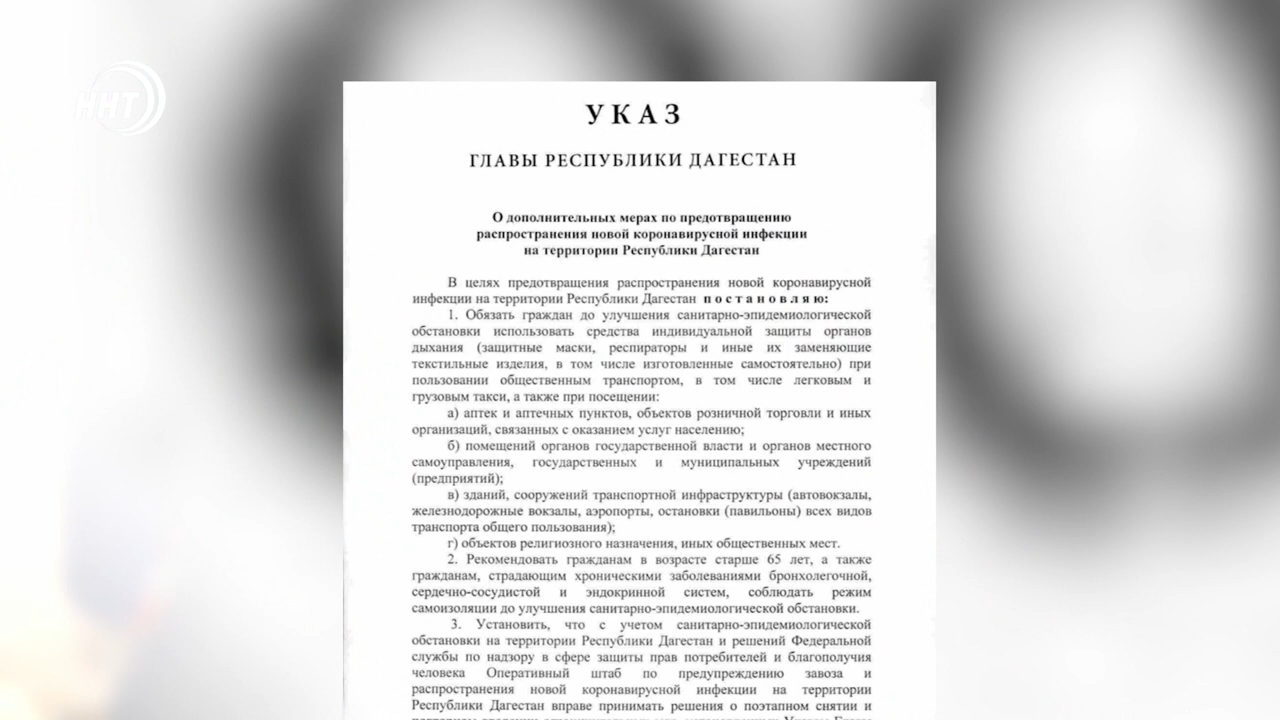 ННТ
УКАЗ
ГЛАВЫ РЕСПУБЛИКИ ДАГЕСТАН
О дополнительных мерах по предотвращению
распространения новой коронавирусной инфекции
на территории Республики Дагестан
В целях предотвращения распространения новой коронавирусной
инфекции на территории Республики Дагестан п о с т а н о в л я ю:
1. Обязать граждан до улучшения санитарно-эпидемиологической
обстановки использовать средства индивидуальной защиты органов
дыхания (защитные маски, респираторы и иные их заменяющие
текстильные изделия, в том числе изготовленные самостоятельно) при
пользовании общественным транспортом, в том числе легковым и
грузовым такси, а также при посещении:
а) аптек и аптечных пунктов, объектов розничной торговли и иных
организаций, связанных с оказанием услуг населению;
б) помещений органов государственной власти и органов местного
самоуправления, государственных и муниципальных учреждений
(предприятий);
в) зданий, сооружений транспортной инфраструктуры (автовокзалы,
железнодорожные вокзалы, аэропорты, остановки (павильоны) всех видов
транспорта общего пользования);
г) объектов религиозного назначения, иных общественных мест.
2. Рекомендовать гражданам в возрасте старше 65 лет, а также
гражданам, страдающим хроническими заболеваниями бронхолегочной,
сердечно-сосудистой и эндокринной систем, соблюдать режим
самоизоляции до улучшения санитарно-эпидемиологической обстановки.
3. Установить, что с учетом санитарно-эпидемиологической
обстановки на территории Республики Дагестан и решений Федеральной
службы по надзору в сфере защиты прав потребителей и благополучия
человека Оперативный штаб по предупреждению завоза и
распространения новой коронавирусной инфекции на территории
Республики Дагестан вправе принимать решения о поэтапном снятии и